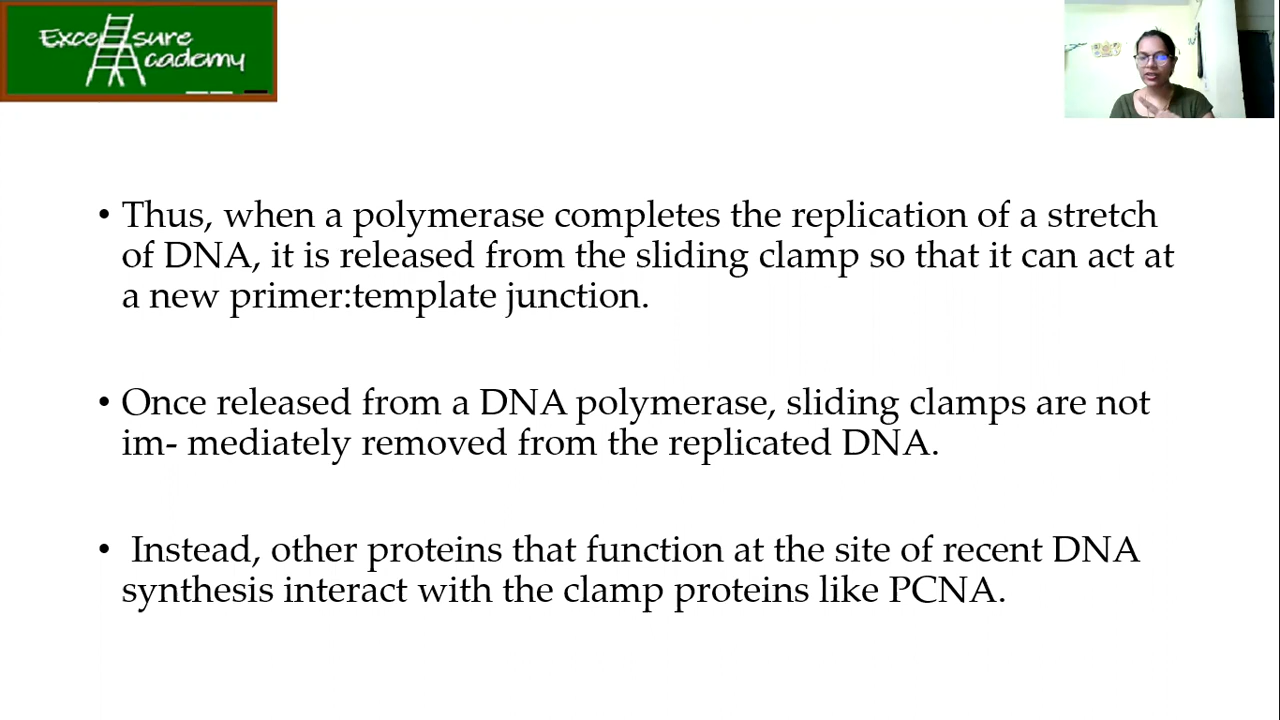 Exce sure
cademy
• Thus, when a polymerase completes the replication of a stretch
of DNA, it is released from the sliding clamp so that it can act at
a new primer:template junction.
• Once released from a DNA polymerase, sliding clamps are not
im- mediately removed from the replicated DNA.
• Instead, other proteins that function at the site of recent DNA
synthesis interact with the clamp proteins like PCNA.